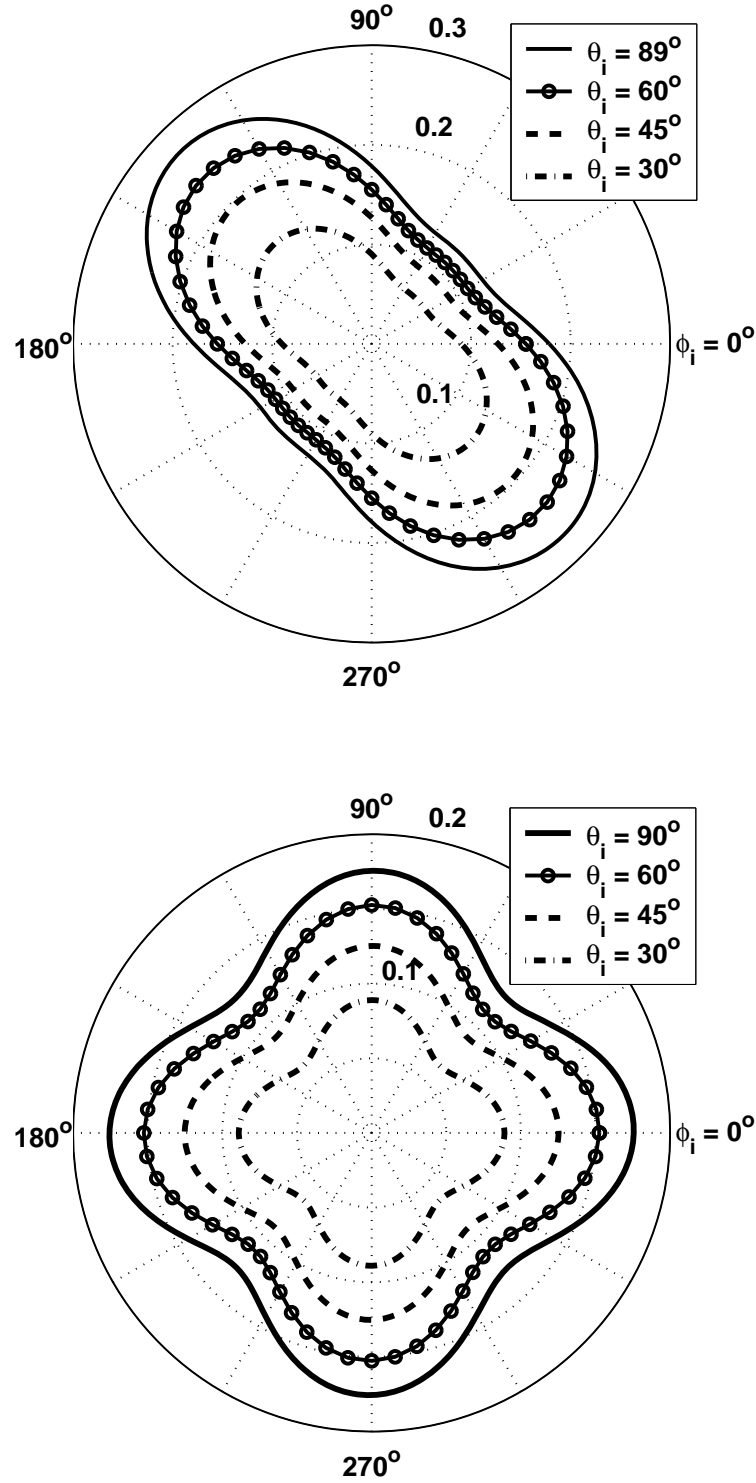 90° 0.3
θi = 89°
θi = 60°
θi = 45°
θi = 30°
0.2
180°
ϕi = 0°
0.1
270°
90° 0.2
θi = 90°
θi = 60°
θi = 45°
θi = 30°
0.1
180°
ϕi = 0°
270°